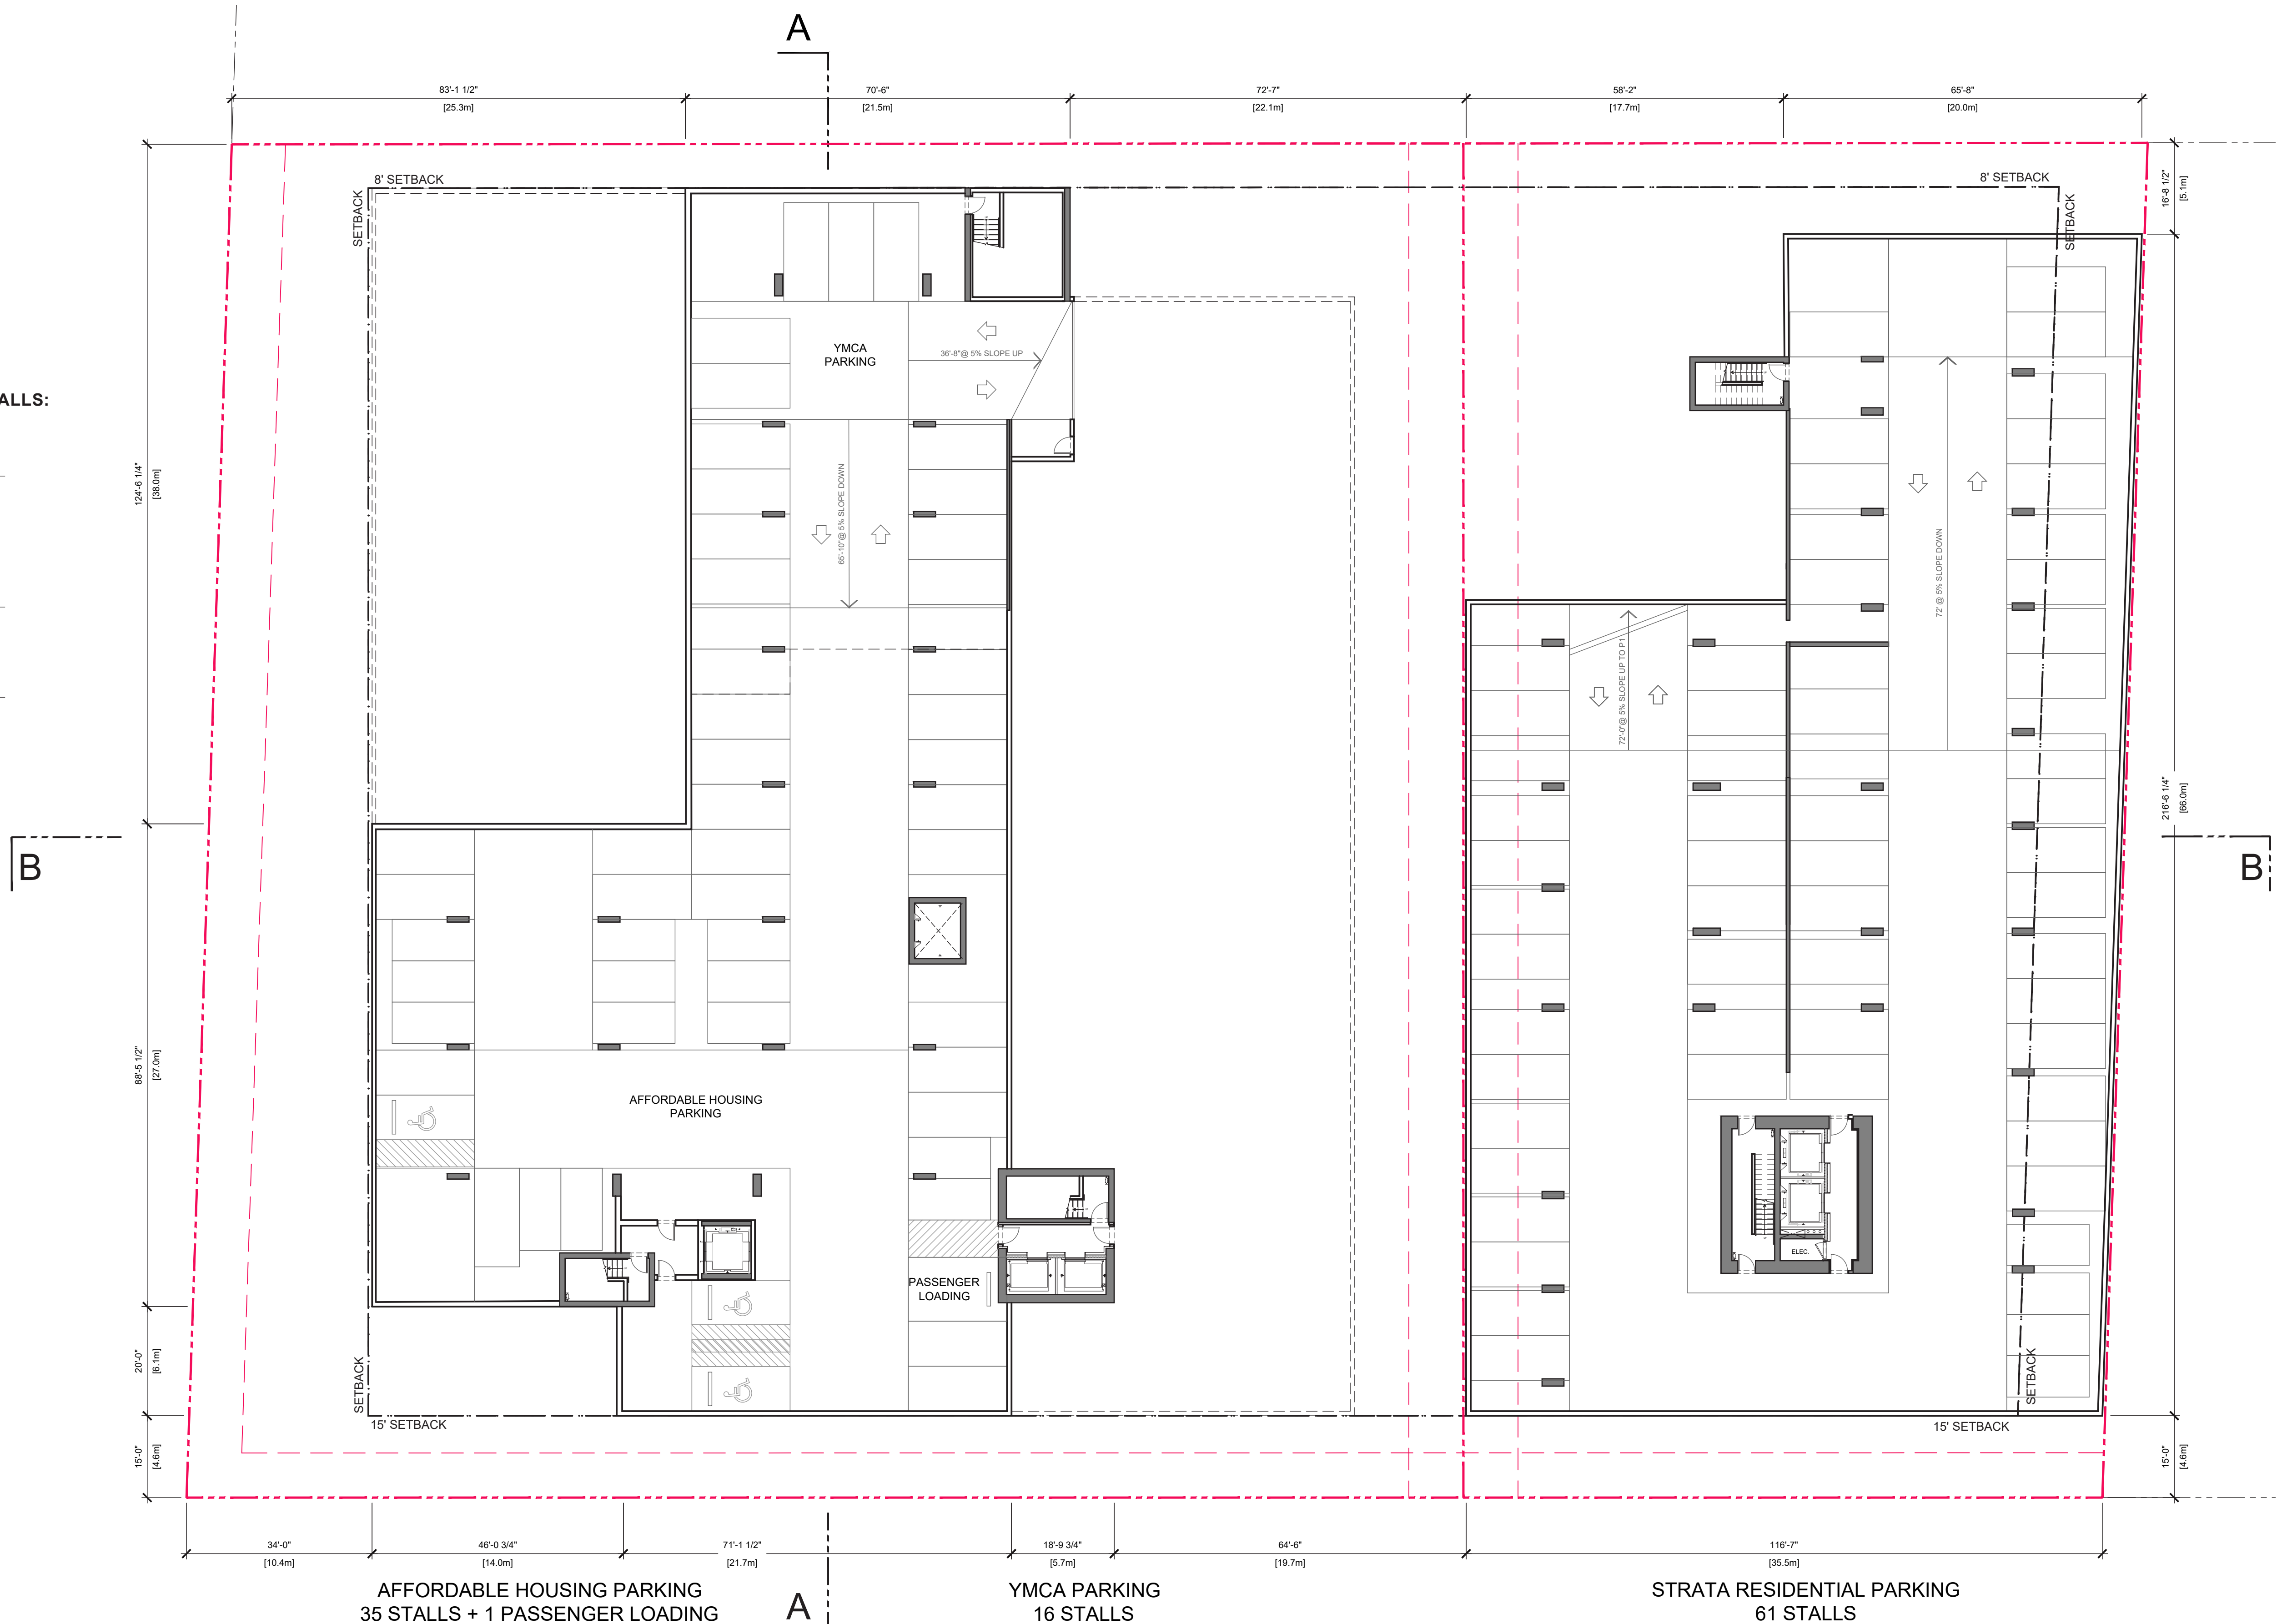 A
83'-1 1/2"
[25.3m]
70'-6"
[21.5m]
72'-7"
[22.1m]
58'-2"
[17.7m]
65'-8"
[20.0m]
8' SETBACK
8' SETBACK
SETBACK
SETBACK
16'-8 1/2"
[5.1m]
YMCA
PARKING
36'-8"@ 5% SLOPE UP
ALLS:
124'-6 1/4"
[38.0m]
65'-10"@ 5% SLOPE DOWN
72' @ 5% SLOPE DOWN
72'-0"@ 5% SLOPE UP TO P1
216'-6 1/4"
[66.0m]
B
B
88'-5 1/2"
[27.0m]
AFFORDABLE HOUSING
PARKING
ELEC.
PASSENGER
LOADING
20'-0"
[6.1m]
SETBACK
SETBACK
15' SETBACK
15' SETBACK
15'-0"
[4.6m]
15'-0"
[4.6m]
34'-0"
[10.4m]
46'-0 3/4"
[14.0m]
71'-1 1/2"
[21.7m]
18'-9 3/4"
[5.7m]
64'-6"
[19.7m]
116'-7"
[35.5m]
AFFORDABLE HOUSING PARKING
35 STALLS + 1 PASSENGER LOADING
A
YMCA PARKING
16 STALLS
STRATA RESIDENTIAL PARKING
61 STALLS